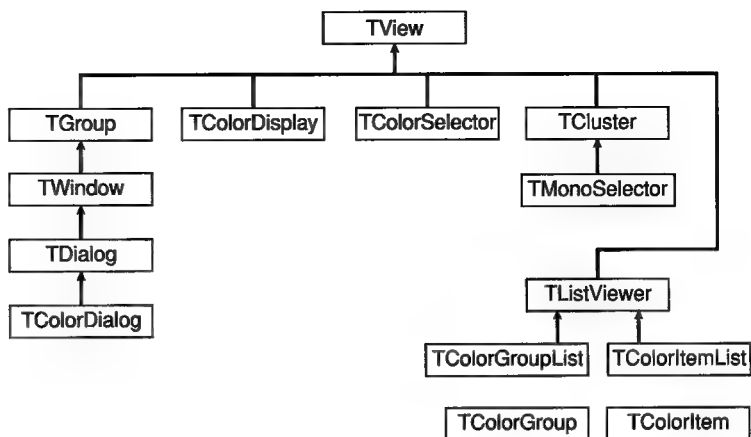 TView
TGroup TColorDisplay TColorSelector TCluster
TWindow TMonoSelector
TDialog
TListViewer
TColorDialog
TColorGroupList TColorItemList
TColorGroup TColorItem